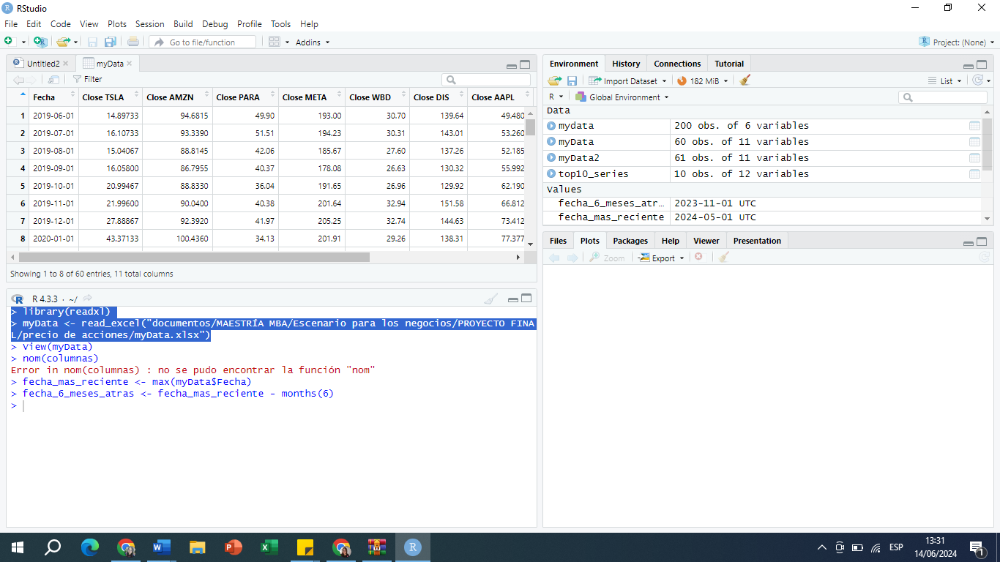 RStudio
File Edit Code View Plots Session Build Debug Profile Tools Help
Go to file/function Addins Project: (None)
Untitled2 myData
Filter
Fecha Close TSLA Close AMZN Close PARA Close META Close WBD Close DIS Close AAPL
1 2019-06-01 14.89733 94.6815 49.90 193.00 30.70 139.64 49.480
2 2019-07-01 16.10733 93.3390 51.51 194.23 30.31 143.01 53.260
3 2019-08-01 15.04067 88.8145 42.06 185.67 27.60 137.26 52.185
4 2019-09-01 16.05800 86.7955 40.37 178.08 26.63 130.32 55.992
5 2019-10-01 20.99467 88.8330 36.04 191.65 26.96 129.92 62.190
6 2019-11-01 21.99600 90.0400 40.38 201.64 32.94 151.58 66.812
7 2019-12-01 27.88867 92.3920 41.97 205.25 32.74 144.63 73.412
8 2020-01-01 43.37133 100.4360 34.13 201.91 29.26 138.31 77.377
Showing 1 to 8 of 60 entries, 11 total columns
R 4.3.3 · ~/
> library(readxl)
> myData <- read_excel("documentos/MAESTRÍA MBA/Escenario para los negocios/PROYECTO FINA
L/precio de acciones/myData.xlsx")
> View(myData)
> nom(columnas)
Error in nom(columnas) : no se pudo encontrar la función "nom"
> fecha_mas_reciente <- max(myData$Fecha)
> fecha_6_meses_atras <- fecha_mas_reciente - months(6)
>
Environment History Connections Tutorial
Import Dataset 182 MiB List
R Global Environment
Data
mydata 200 obs. of 6 variables
myData 60 obs. of 11 variables
myData2 61 obs. of 11 variables
top10_series 10 obs. of 12 variables
Values
fecha_6_meses_atr… 2023-11-01 UTC
fecha_mas_reciente 2024-05-01 UTC
Files Plots Packages Help Viewer Presentation
Zoom Export
ESP
13:31
14/06/2024
1